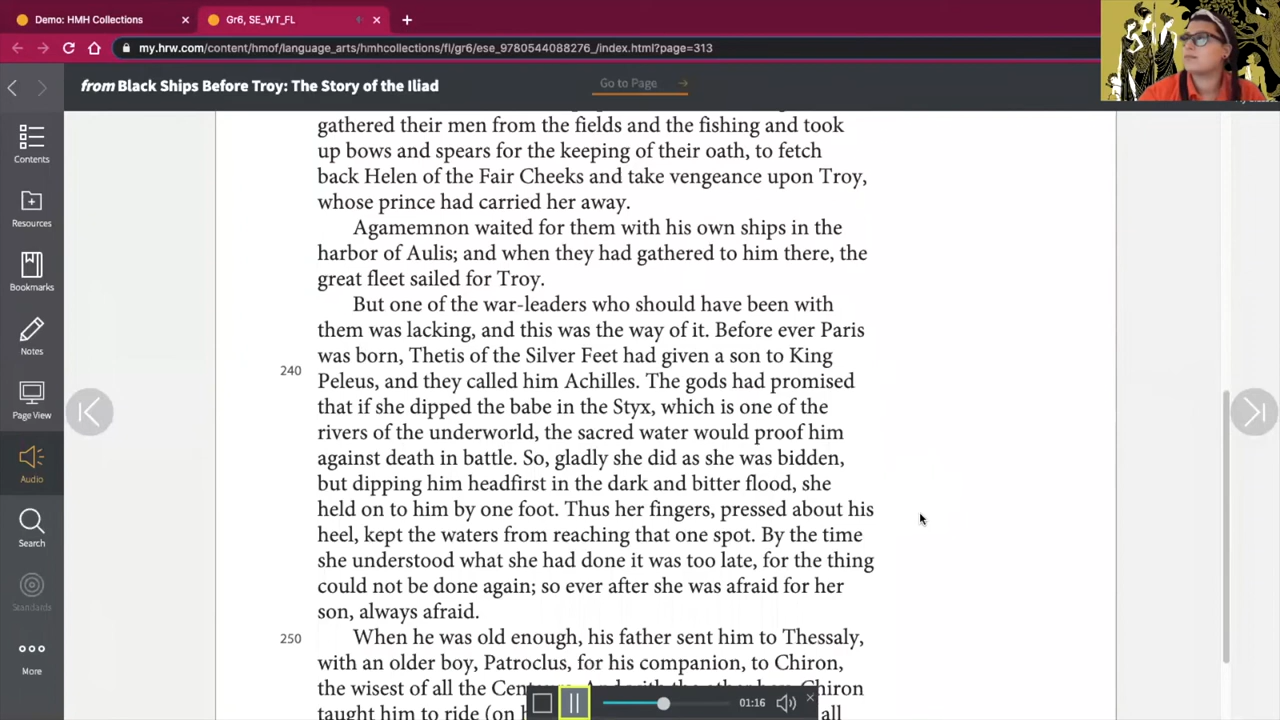 Demo: HMH Collections
Gr6, SE_WT_FL
my.hrw.com/content/hmof/language_arts/hmhcollections/fl/gr6/ese_9780544088276_/index.html?page=313
from Black Ships Before Troy: The Story of the Iliad
Go to Page
Contents
Resources
Bookmarks
Notes
Page View
Audio
Search
Standards
More
gathered their men from the fields and the fishing and took
up bows and spears for the keeping of their oath, to fetch
back Helen of the Fair Cheeks and take vengeance upon Troy,
whose prince had carried her away.
Agamemnon waited for them with his own ships in the
harbor of Aulis; and when they had gathered to him there, the
great fleet sailed for Troy.
But one of the war-leaders who should have been with
them was lacking, and this was the way of it. Before ever Paris
was born, Thetis of the Silver Feet had given a son to King
240 Peleus, and they called him Achilles. The gods had promised
that if she dipped the babe in the Styx, which is one of the
rivers of the underworld, the sacred water would proof him
against death in battle. So, gladly she did as she was bidden,
but dipping him headfirst in the dark and bitter flood, she
held on to him by one foot. Thus her fingers, pressed about his
heel, kept the waters from reaching that one spot. By the time
she understood what she had done it was too late, for the thing
could not be done again; so ever after she was afraid for her
son, always afraid.
250 When he was old enough, his father sent him to Thessaly,
with an older boy, Patroclus, for his companion, to Chiron,
the wisest of all the Chiron
taught him to ride (on all
01:16